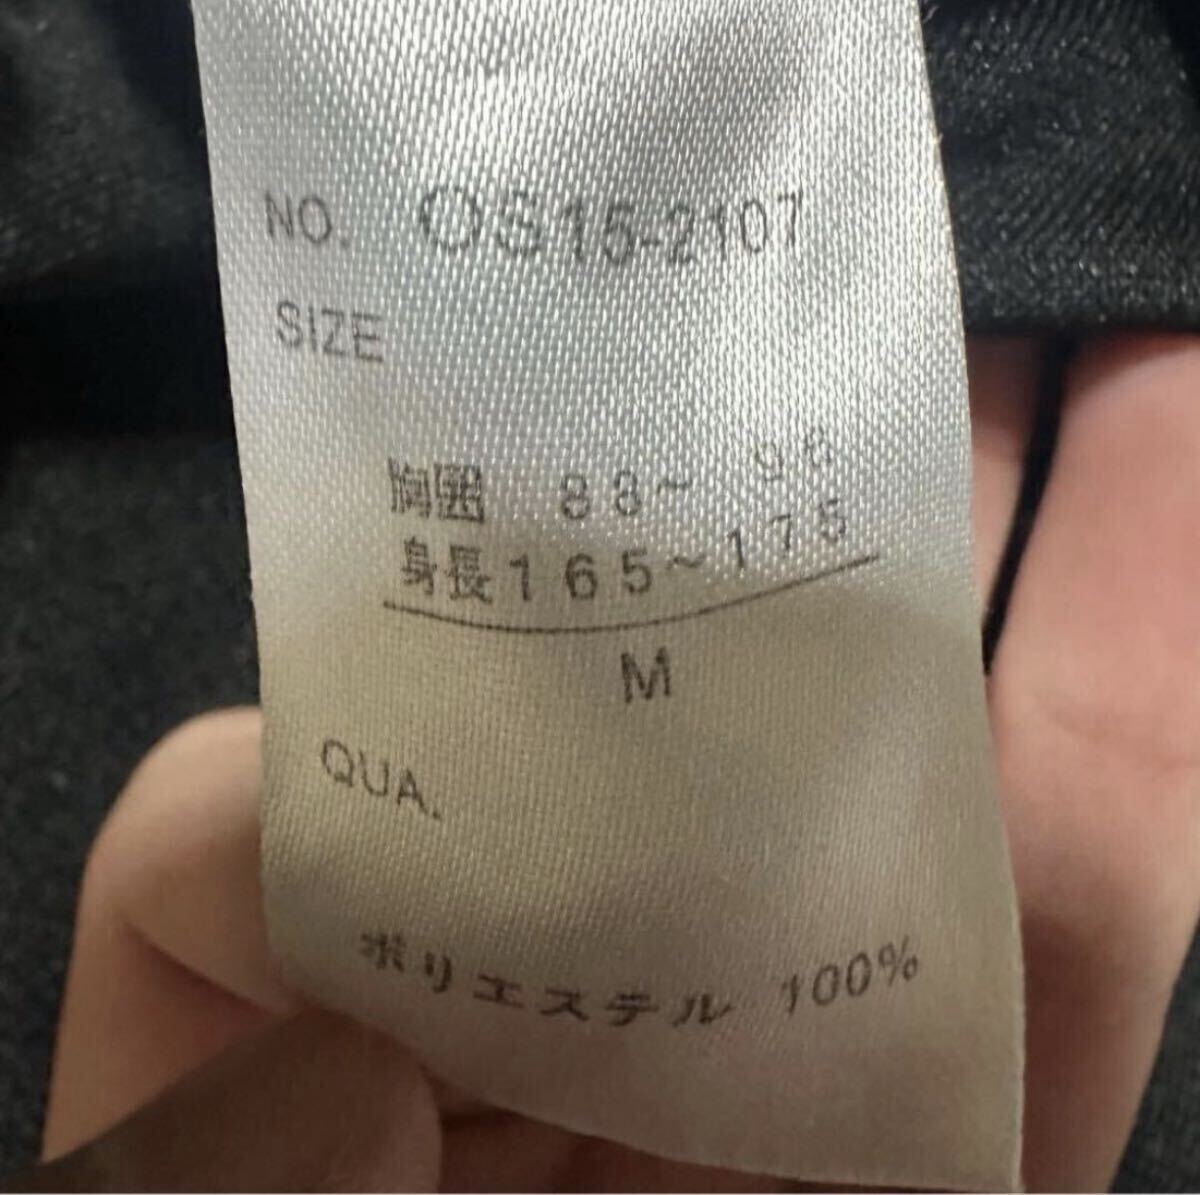 NO. OS15-2107
SIZE
胸囲 88~ 96
身長165~175
M
QUA.
ポリエステル 100%